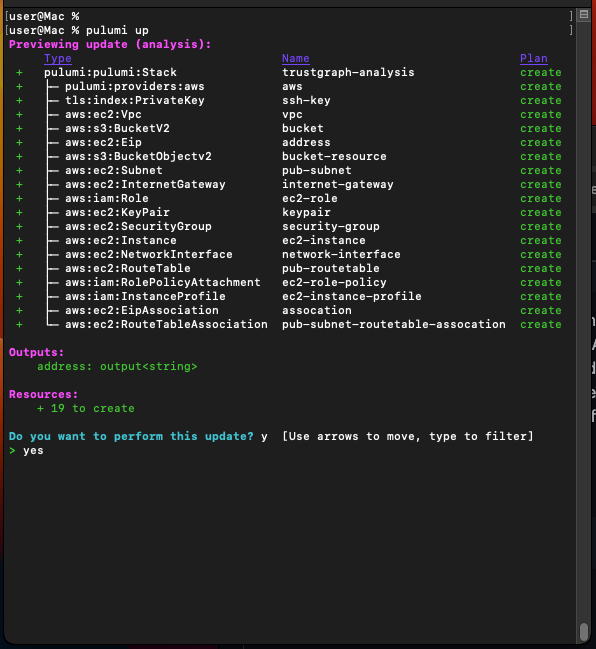 [user@Mac % ]
[user@Mac % pulumi up ]
Previewing update (analysis):
Type Name Plan
+ pulumi:pulumi:Stack trustgraph-analysis create
+ ├─ pulumi:providers:aws aws create
+ ├─ tls:index:PrivateKey ssh-key create
+ ├─ aws:ec2:Vpc vpc create
+ ├─ aws:s3:BucketV2 bucket create
+ ├─ aws:ec2:Eip address create
+ ├─ aws:s3:BucketObjectv2 bucket-resource create
+ ├─ aws:ec2:Subnet pub-subnet create
+ ├─ aws:ec2:InternetGateway internet-gateway create
+ ├─ aws:iam:Role ec2-role create
+ ├─ aws:ec2:KeyPair keypair create
+ ├─ aws:ec2:SecurityGroup security-group create
+ ├─ aws:ec2:Instance ec2-instance create
+ ├─ aws:ec2:NetworkInterface network-interface create
+ ├─ aws:ec2:RouteTable pub-routetable create
+ ├─ aws:iam:RolePolicyAttachment ec2-role-policy create
+ ├─ aws:iam:InstanceProfile ec2-instance-profile create
+ ├─ aws:ec2:EipAssociation assocation create
+ └─ aws:ec2:RouteTableAssociation pub-subnet-routetable-assocation create
Outputs:
address: output<string>
Resources:
+ 19 to create
Do you want to perform this update? y [Use arrows to move, type to filter]
> yes